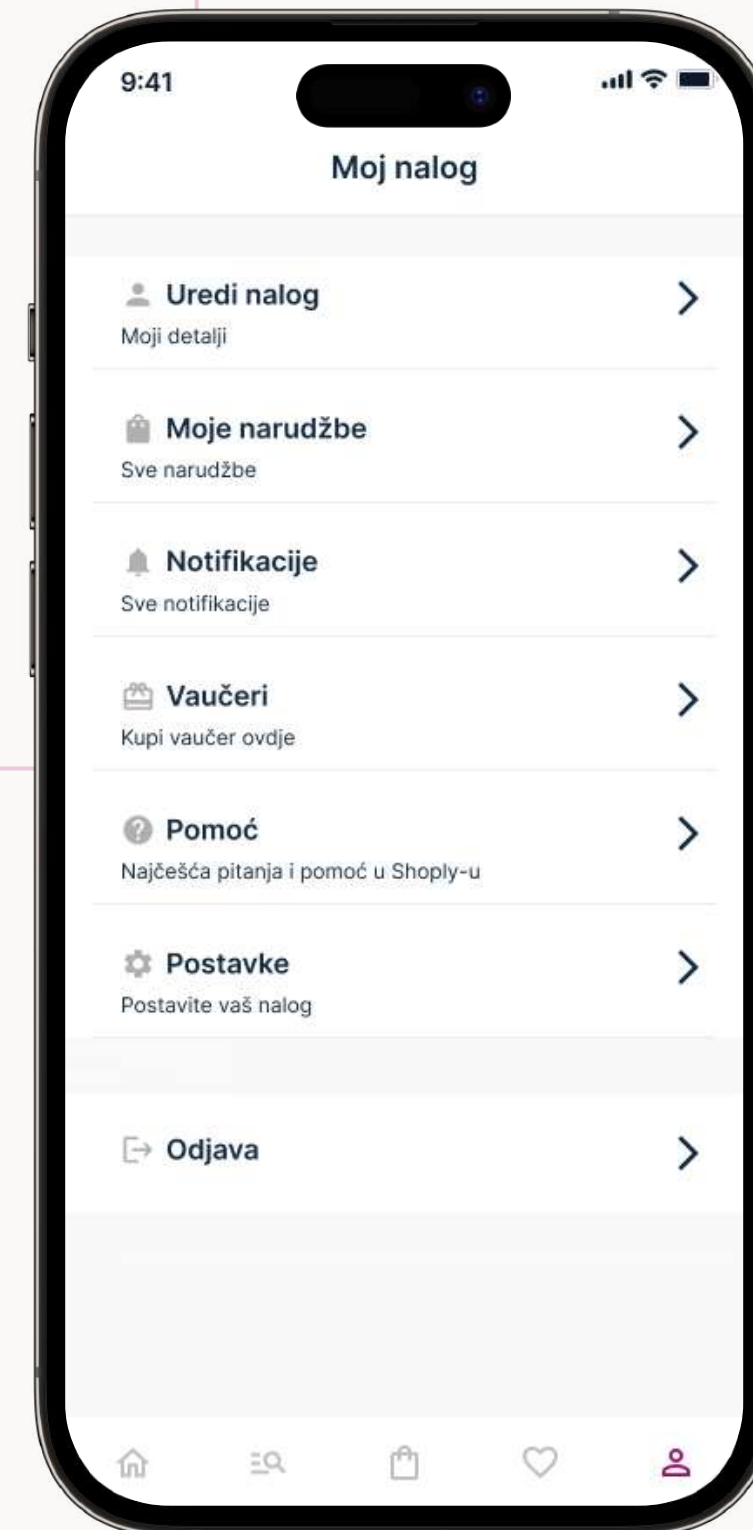 9:41
Moj nalog
Uredi nalog
Moji detalji
Moje narudžbe
Sve narudžbe
Notifikacije
Sve notifikacije
Vaučeri
Kupi vaučer ovdje
Pomoć
Najčešća pitanja i pomoć u Shoply-u
Postavke
Postavite vaš nalog
Odjava